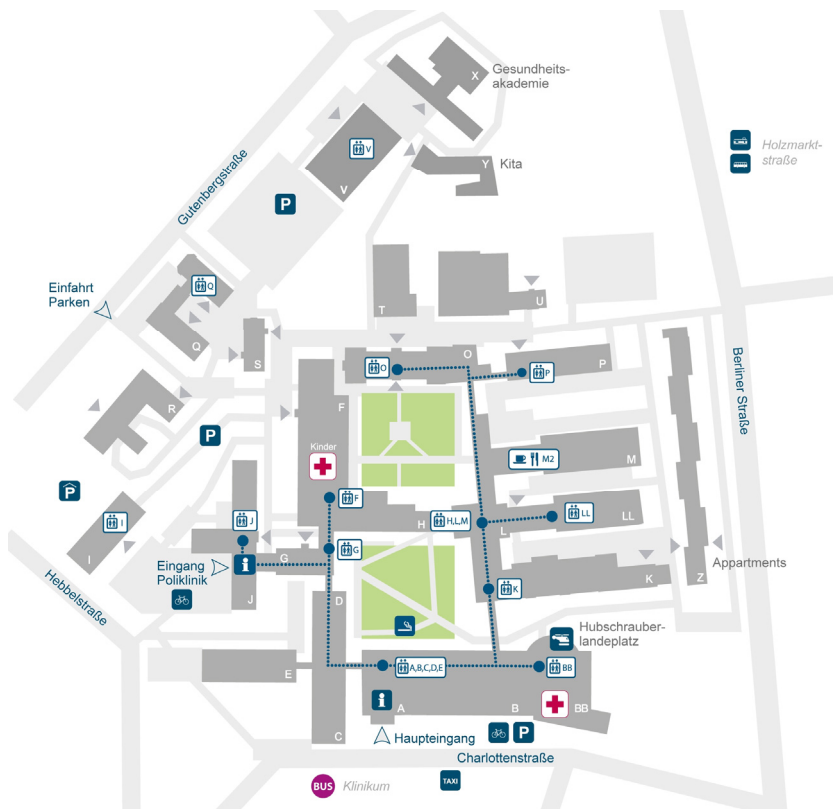 Gesundheits-
akademie
X
V
V
Y
Kita
Holzmarkt-
straße
Gutenbergstraße
P
Einfahrt
Parken
Q
Q
S
T
U
O
O
P
P
Berliner Straße
R
F
Kinder
P
M2
M
P
I
I
J
F
H
H,L,M
L
LL
LL
Eingang
Poliklinik
i
G
G
J
Hebbelstraße
D
K
K
Z
Appartments
Hubschrauber-
landeplatz
E
A,B,C,D,E
BB
i
A
B
BB
C
Haupteingang
P
Charlottenstraße
BUS
Klinikum
TAXI